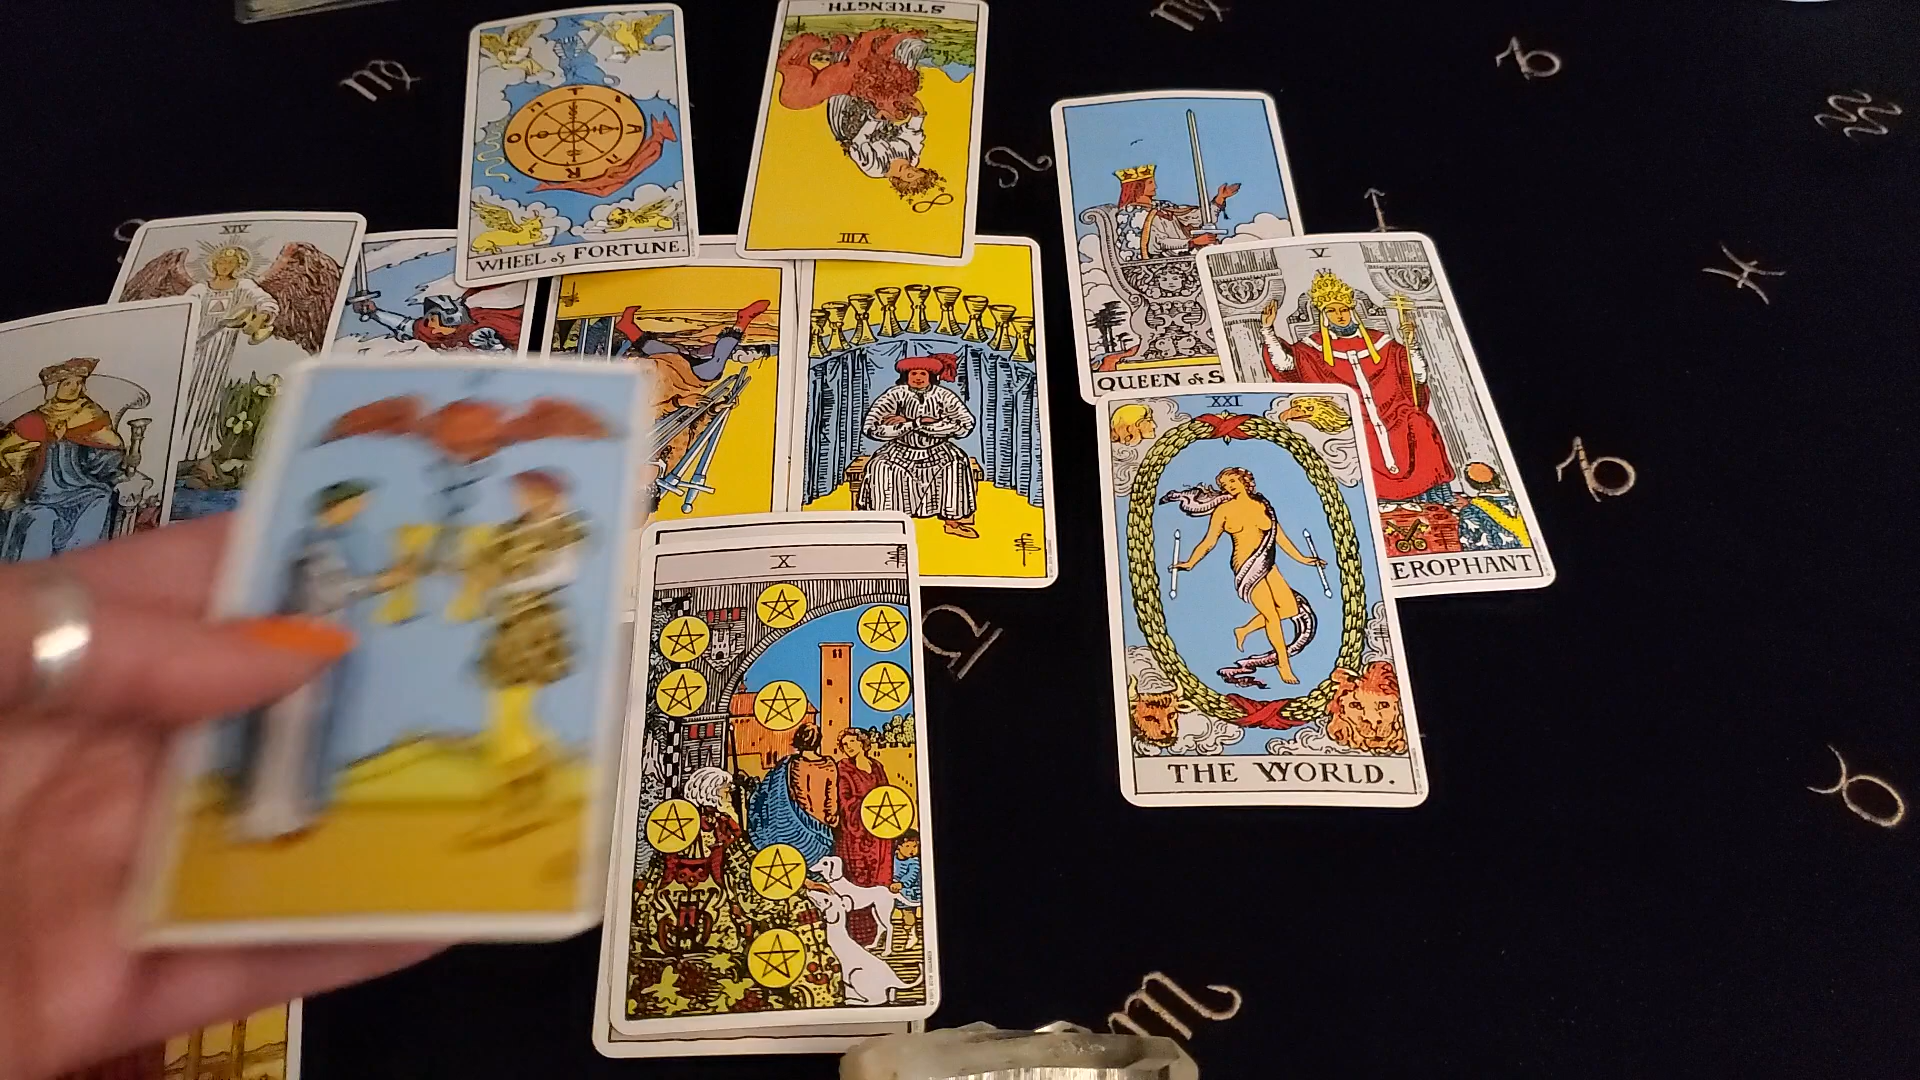 STRENGTH.
VIII
WHEEL of FORTUNE.
XIV
V
QUEEN of S
EROPHANT
XXI
THE WORLD.
X